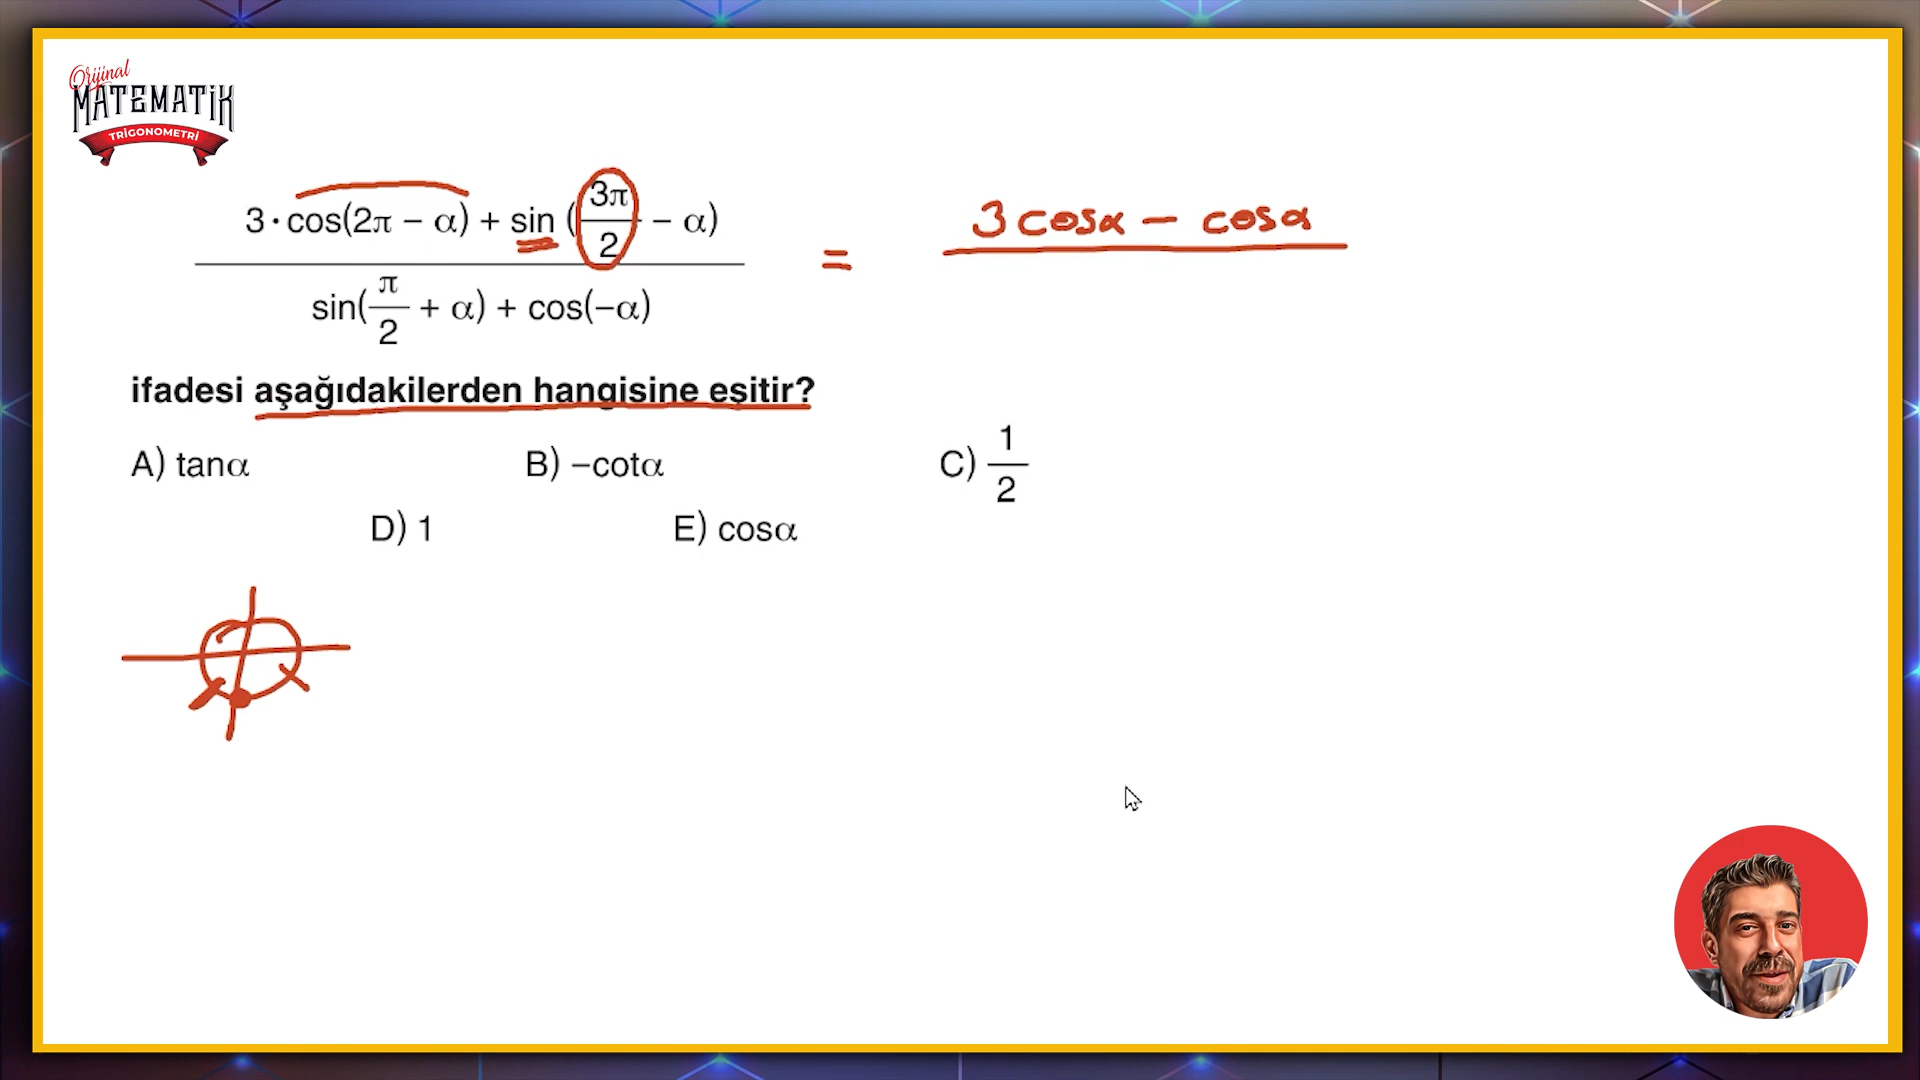 Orijinal
MATEMATİK
TRİGONOMETRİ
3·cos(2π − α) + sin(3π/2 − α)
sin(π/2 + α) + cos(−α)
= 3cosα − cosα
ifadesi aşağıdakilerden hangisine eşitir?
A) tanα B) −cotα C) 1/2
D) 1 E) cosα